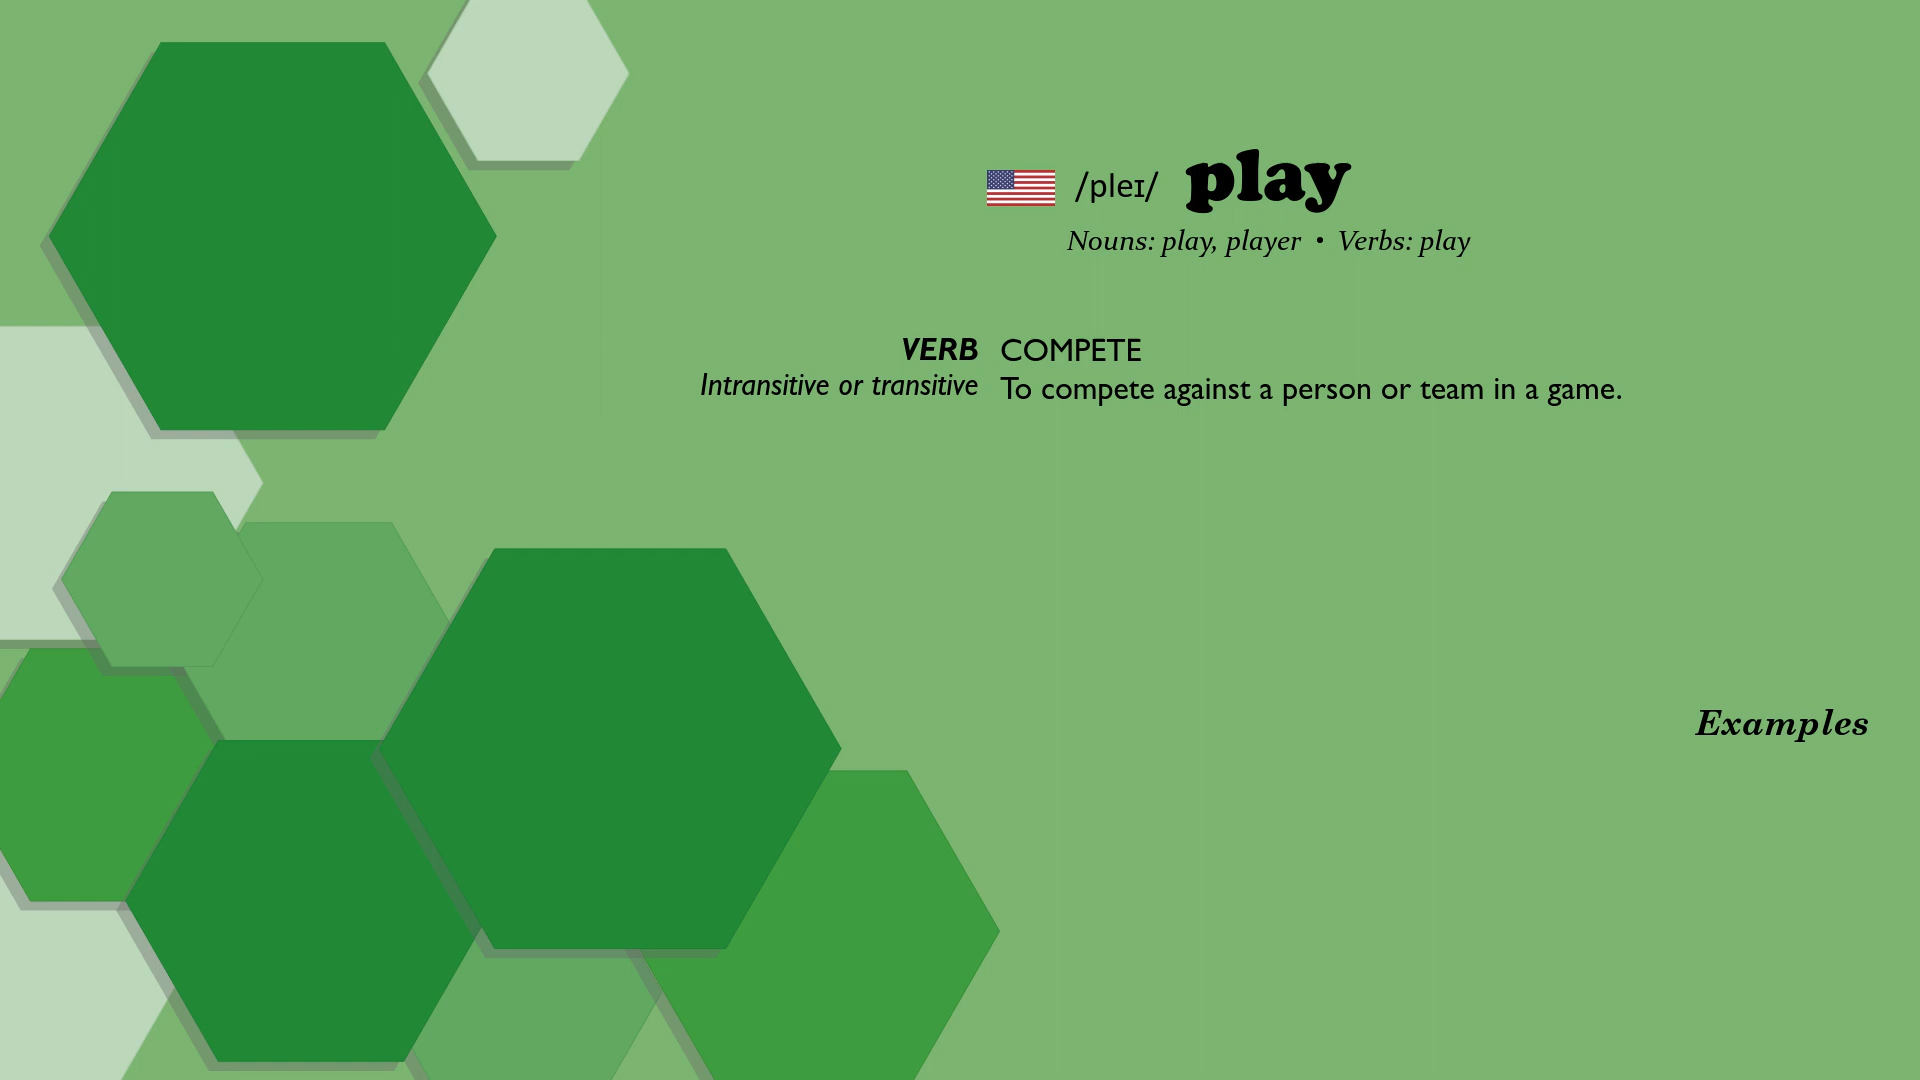 /pleɪ/ play
Nouns: play, player • Verbs: play
VERB COMPETE
Intransitive or transitive To compete against a person or team in a game.
Examples